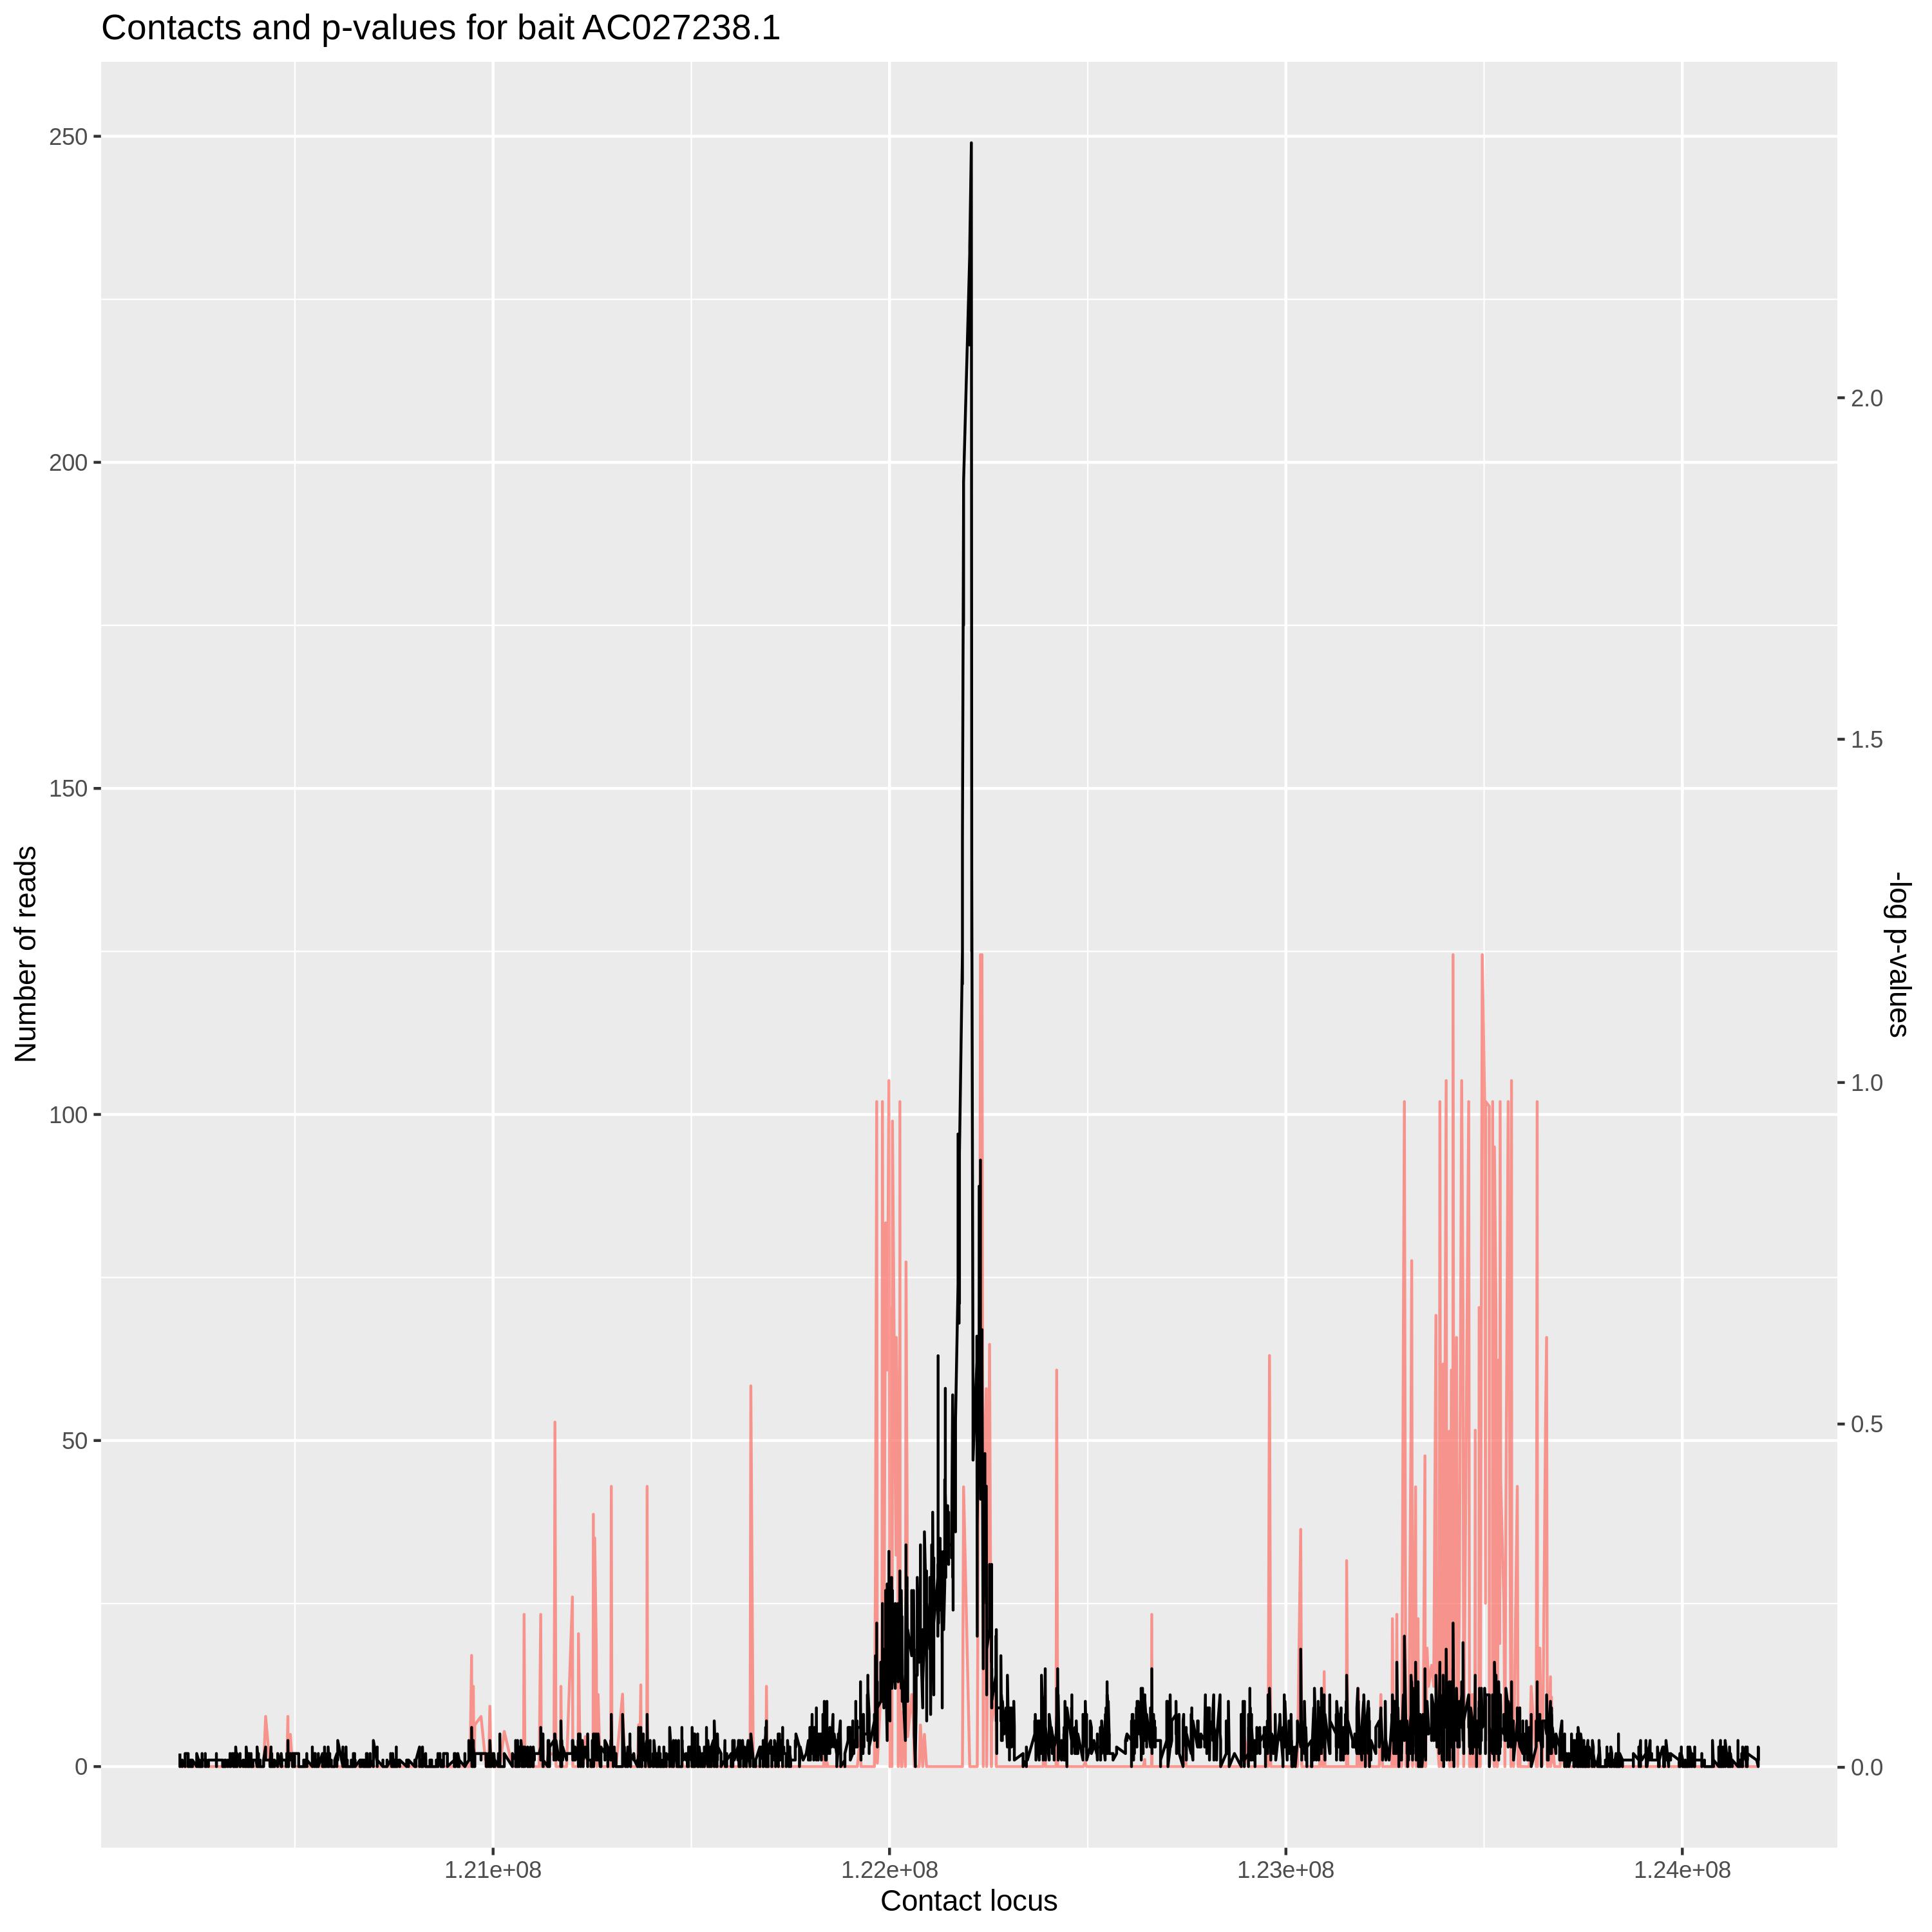 Contacts and p-values for bait AC027238.1
250
200
150
100
50
0
Number of reads
2.0
1.5
1.0
0.5
0.0
-log p-values
1.21e+08 1.22e+08 1.23e+08 1.24e+08
Contact locus